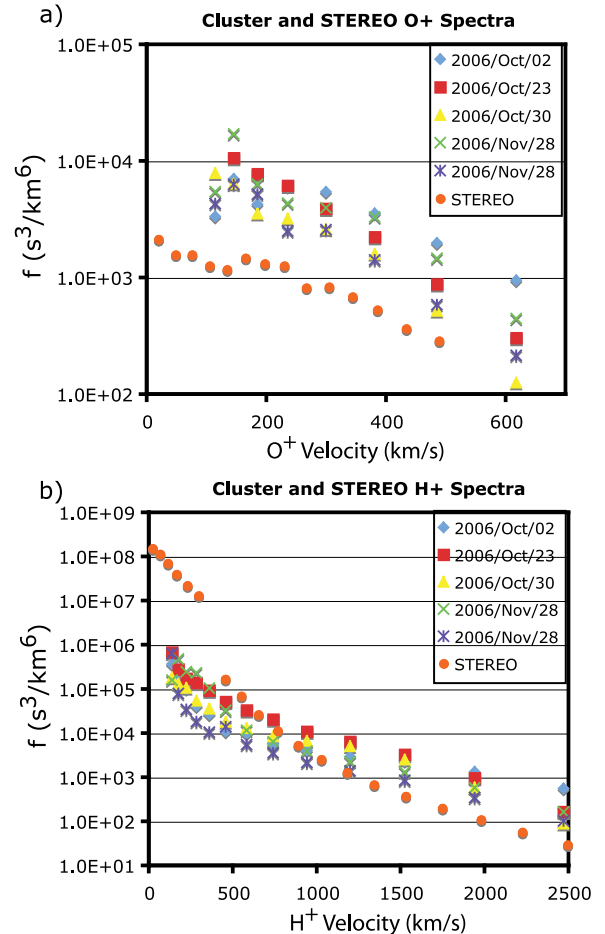 a)
Cluster and STEREO O+ Spectra
1.0E+05
1.0E+04
1.0E+03
1.0E+02
f (s³/km⁶)
2006/Oct/02
2006/Oct/23
2006/Oct/30
2006/Nov/28
2006/Nov/28
STEREO
0 200 400 600
O⁺ Velocity (km/s)
b)
Cluster and STEREO H+ Spectra
1.0E+09
1.0E+08
1.0E+07
1.0E+06
1.0E+05
1.0E+04
1.0E+03
1.0E+02
1.0E+01
f (s³/km⁶)
2006/Oct/02
2006/Oct/23
2006/Oct/30
2006/Nov/28
2006/Nov/28
STEREO
0 500 1000 1500 2000 2500
H⁺ Velocity (km/s)